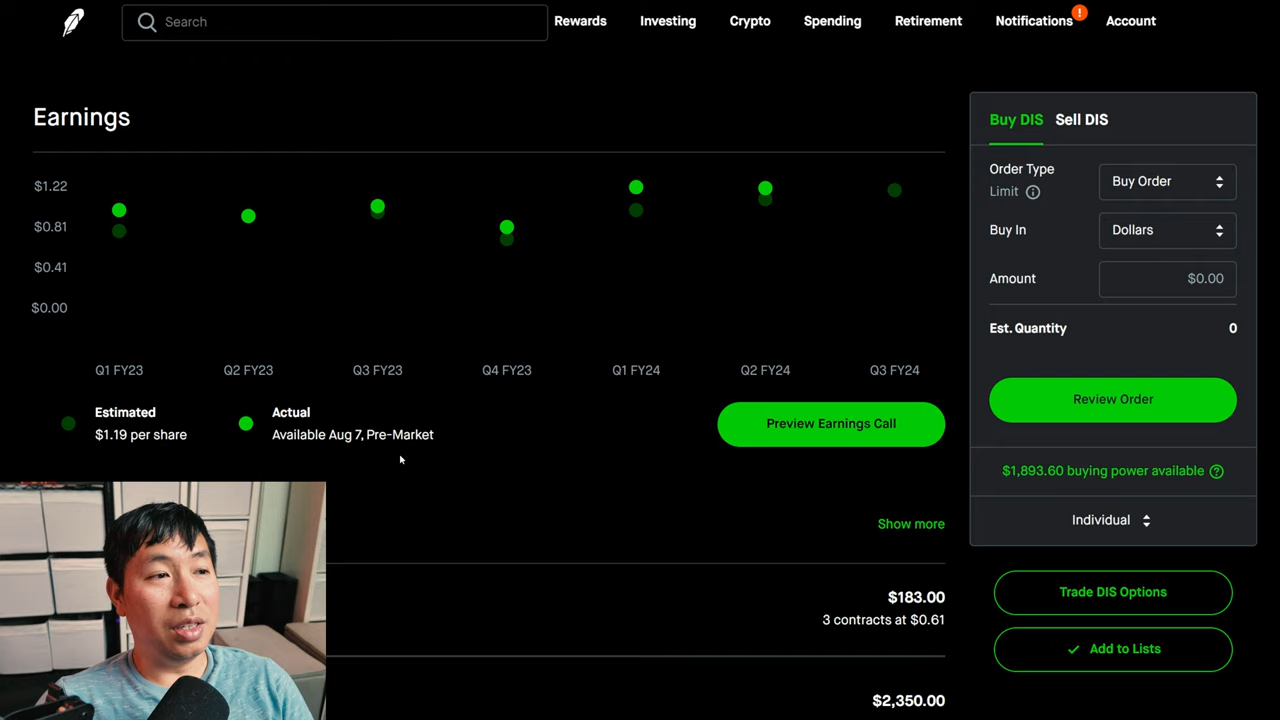 Search
Rewards
Investing
Crypto
Spending
Retirement
Notifications
!
Account
Earnings
$1.22
$0.81
$0.41
$0.00
Q1 FY23
Q2 FY23
Q3 FY23
Q4 FY23
Q1 FY24
Q2 FY24
Q3 FY24
Estimated
$1.19 per share
Actual
Available Aug 7, Pre-Market
Preview Earnings Call
Show more
$183.00
3 contracts at $0.61
$2,350.00
Buy DIS
Sell DIS
Order Type
Limit
Buy Order
Buy In
Dollars
Amount
$0.00
Est. Quantity
0
Review Order
$1,893.60 buying power available
Individual
Trade DIS Options
Add to Lists